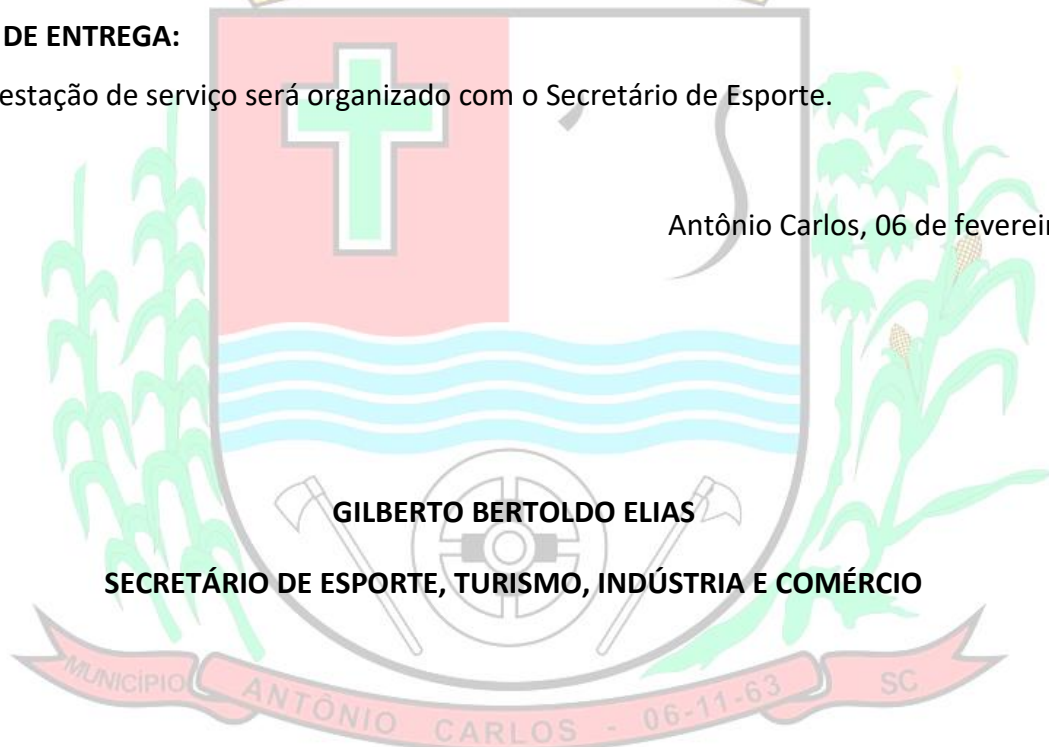 DE ENTREGA:
estação de serviço será organizado com o Secretário de Esporte.
Antônio Carlos, 06 de fevereir
GILBERTO BERTOLDO ELIAS
SECRETÁRIO DE ESPORTE, TURISMO, INDÚSTRIA E COMÉRCIO
MUNICÍPIO ANTÔNIO CARLOS - 06-11-63 SC